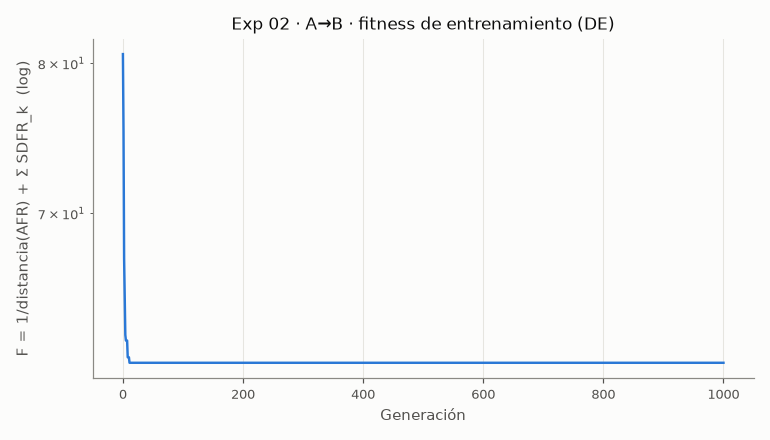 Exp 02 · A→B · fitness de entrenamiento (DE)
F = 1/distancia(AFR) + Σ SDFR_k  (log)
8 × 10¹
7 × 10¹
0 200 400 600 800 1000
Generación